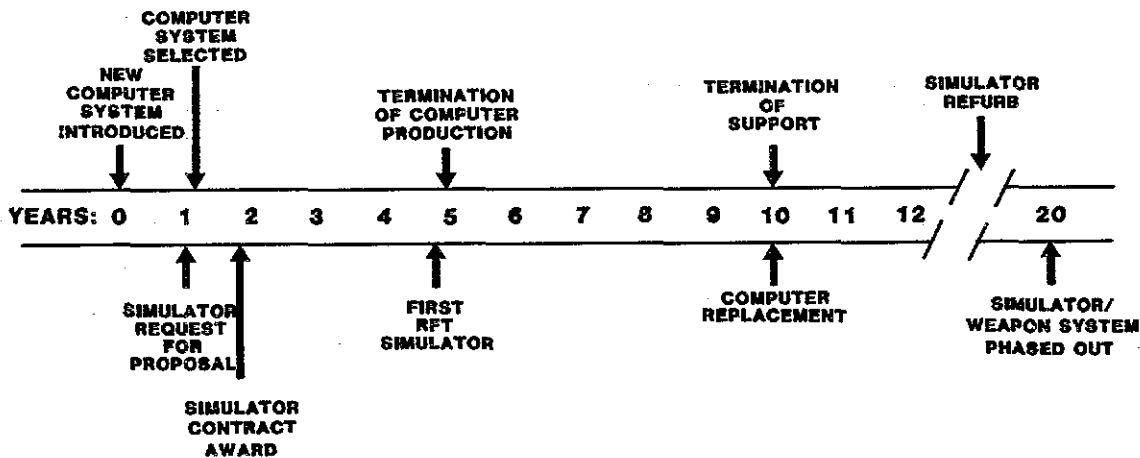 COMPUTER
SYSTEM
SELECTED
NEW
COMPUTER
SYSTEM
INTRODUCED
TERMINATION
OF COMPUTER
PRODUCTION
TERMINATION
OF
SUPPORT
SIMULATOR
REFURB
YEARS: 0 1 2 3 4 5 6 7 8 9 10 11 12 20
SIMULATOR
REQUEST
FOR
PROPOSAL
SIMULATOR
CONTRACT
AWARD
FIRST
RFT
SIMULATOR
COMPUTER
REPLACEMENT
SIMULATOR/
WEAPON SYSTEM
PHASED OUT